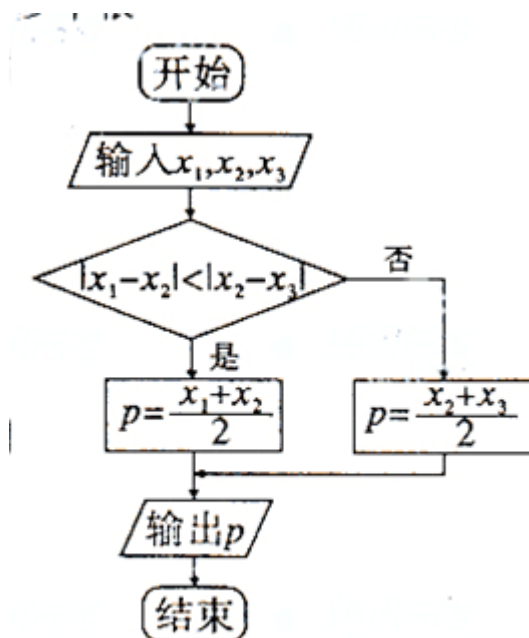 开始
输入x₁,x₂,x₃
|x₁-x₂|<|x₂-x₃|
否
是
p=(x₁+x₂)/2
p=(x₂+x₃)/2
输出p
结束